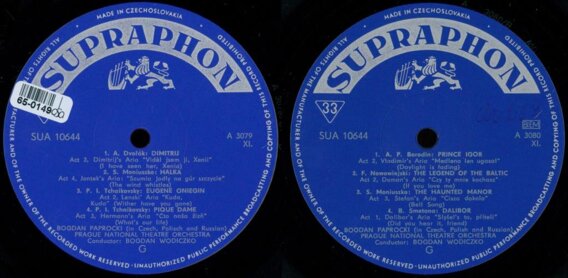 MADE IN CZECHOSLOVAKIA
ALL RIGHTS OF THE MANUFACTURER AND OF THE OWNER OF THE RECORDED WORK RESERVED - UNAUTHORIZED PUBLIC PERFORMANCE BROADCASTING AND COPYING OF THIS RECORD PROHIBITED
SUPRAPHON
65-0149
SUA 10644
A 3079
XI.
1. A. Dvořák: DIMITRIJ
Act 3, Dimitrij's Aria "Viděl jsem ji, Xenii"
(I have seen her, Xenia)
2. S. Moniuszko: HALKA
Act 4, Jontek's Aria: "Szumia jodly na gór szczycie"
(The wind whistles)
3. P. I. Tchaikovsky: EUGENE ONIEGIN
Act 2, Lenski Aria "Kuda,
Kuda" (Wither have you gone)
4. P. I. Tchaikovsky: PIQUE DAME
Act 3, Hermann's Aria "Cto našo žizň"
(What's our life)
BOGDAN PAPROCKI (in Czech, Polish and Russian)
PRAGUE NATIONAL THEATRE ORCHESTRA
Conductor: BOGDAN WODICZKO
G
MADE IN CZECHOSLOVAKIA
ALL RIGHTS OF THE MANUFACTURER AND OF THE OWNER OF THE RECORDED WORK RESERVED - UNAUTHORIZED PUBLIC PERFORMANCE BROADCASTING AND COPYING OF THIS RECORD PROHIBITED
SUPRAPHON
33
SUA 10644
A 3080
XI.
1. A. P. Borodin: PRINCE IGOR
Act 2, Vladimir's Aria "Medleno len ugasal"
(Daylight is fading)
2. F. Nowowiejski: THE LEGEND OF THE BALTIC
Act 2, Doman's Aria "Czy ty mnie kochasz"
(If you love me)
3. S. Moniuszko: THE HAUNTED MANOR
Act 3, Stefan's Aria "Cisza dokola"
(Bell Song)
4. B. Smetana: DALIBOR
Act 1, Dalibor's Aria "Slyšel's to, příteli"
(Did you hear it, friend)
BOGDAN PAPROCKI (in Czech, Polish and Russian)
PRAGUE NATIONAL THEATRE ORCHESTRA
Conductor: BOGDAN WODICZKO
G